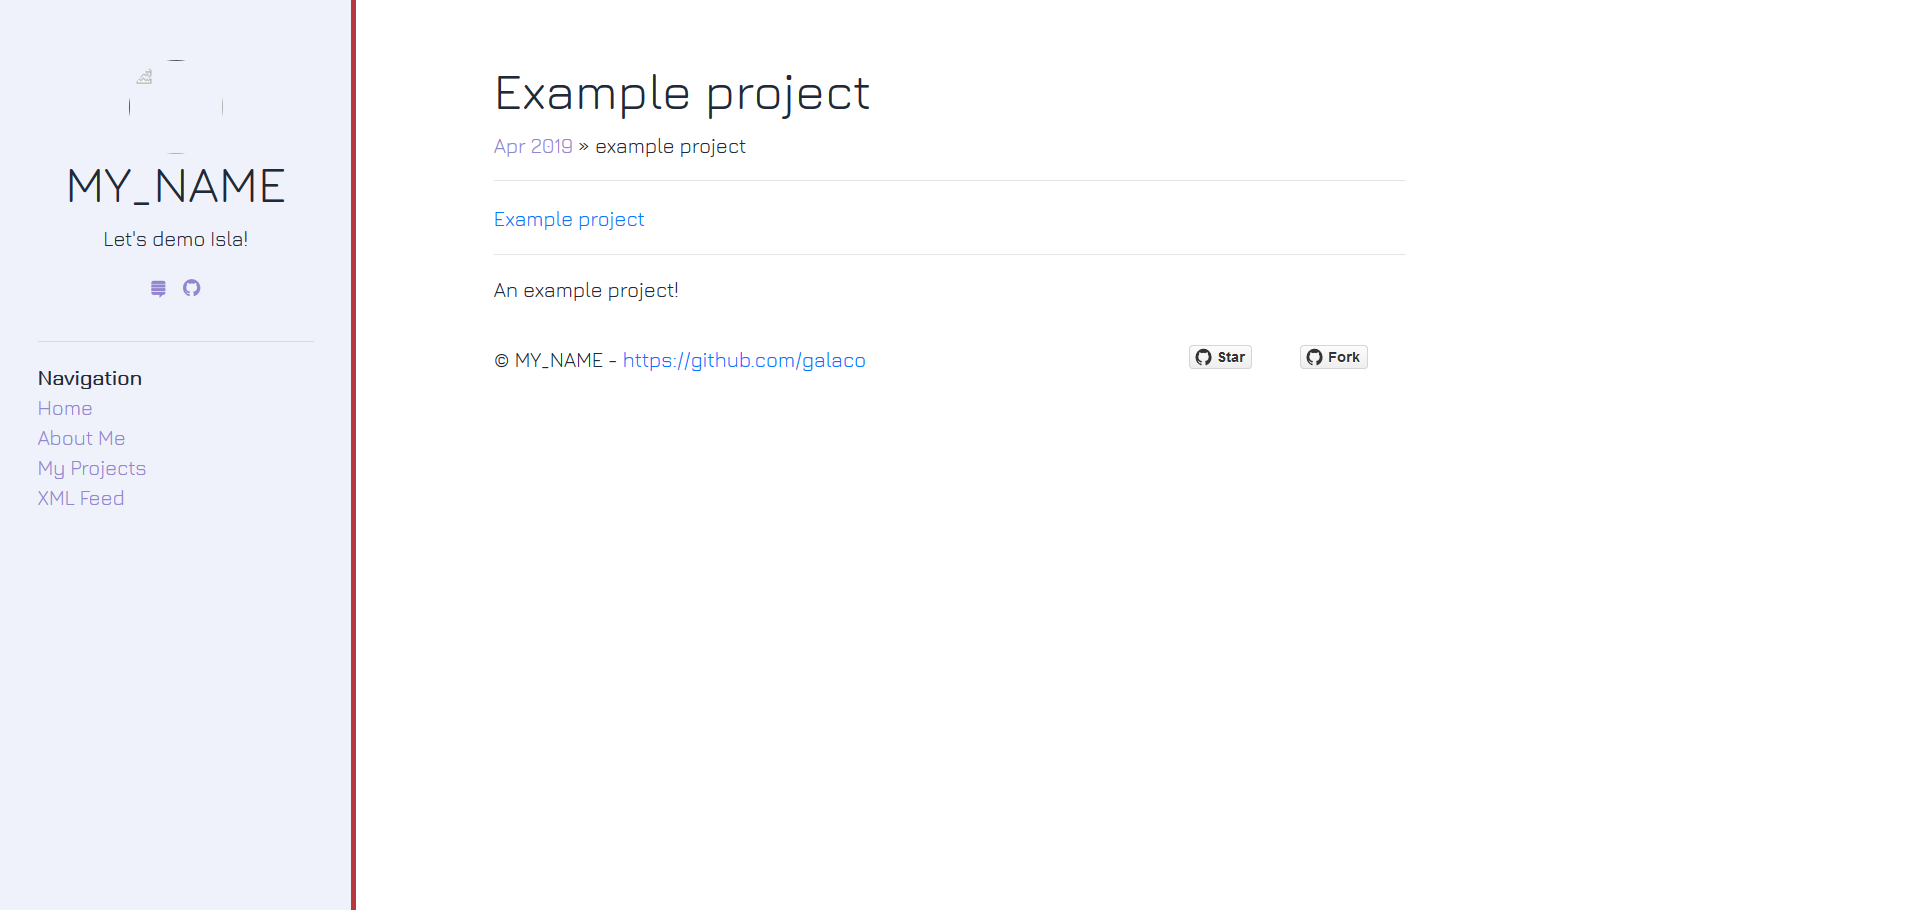 MY_NAME
Let's demo Isla!
Navigation
Home
About Me
My Projects
XML Feed
Example project
Apr 2019 » example project
Example project
An example project!
© MY_NAME - https://github.com/galaco
Star
Fork